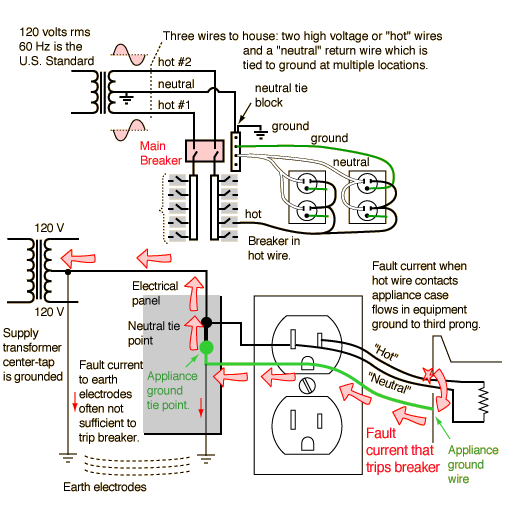 120 volts rms
60 Hz is the
U.S. Standard
Three wires to house: two high voltage or "hot" wires
and a "neutral" return wire which is
tied to ground at multiple locations.
hot #2
neutral
hot #1
neutral tie
block
ground
ground
Main
Breaker
neutral
hot
Breaker in
hot wire.
120 V
120 V
Supply
transformer
center-tap
is grounded
Electrical
panel
Neutral tie
point
Appliance
ground
tie point.
Fault current
to earth
electrodes
often not
sufficient to
trip breaker.
Earth electrodes
Fault current when
hot wire contacts
appliance case
flows in equipment
ground to third prong.
"Hot"
"Neutral"
Fault
current that
trips breaker
Appliance
ground
wire